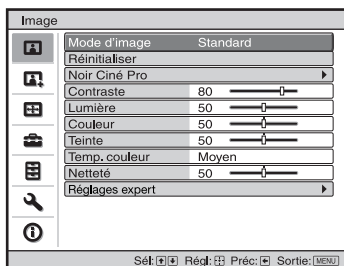 Image
Mode d'image Standard
Réinitialiser
Noir Ciné Pro
Contraste 80
Lumière 50
Couleur 50
Teinte 50
Temp. couleur Moyen
Netteté 50
Réglages expert
Sél: Régl: Préc: Sortie: MENU